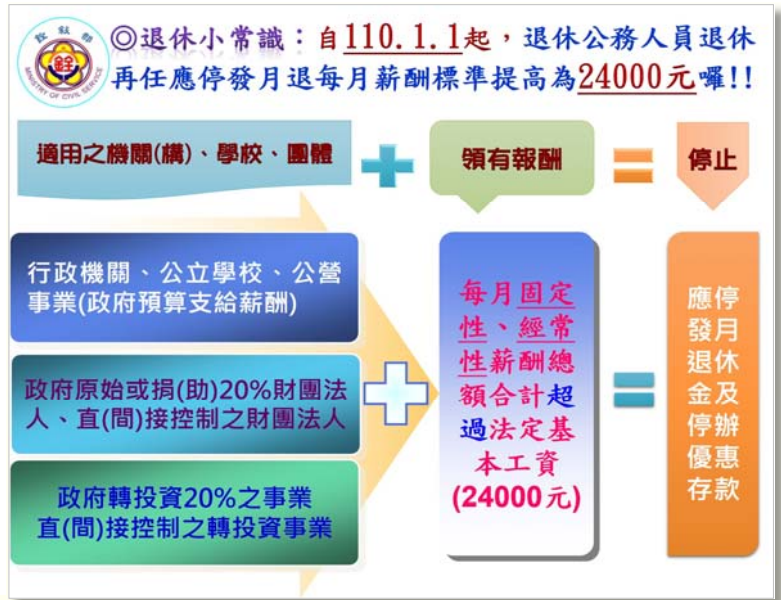 銓敘部
MINISTRY OF CIVIL SERVICE
銓
◎退休小常識：自110.1.1起，退休公務人員退休
再任應停發月退每月薪酬標準提高為24000元囉!!
適用之機關(構)、學校、團體
領有報酬
停止
行政機關、公立學校、公營
事業(政府預算支給薪酬)
政府原始或捐(助)20%財團法
人、直(間)接控制之財團法人
政府轉投資20%之事業
直(間)接控制之轉投資事業
每月固定
性、經常
性薪酬總
額合計超
過法定基
本工資
(24000元)
應停
發月
退休
金及
停辦
優惠
存款